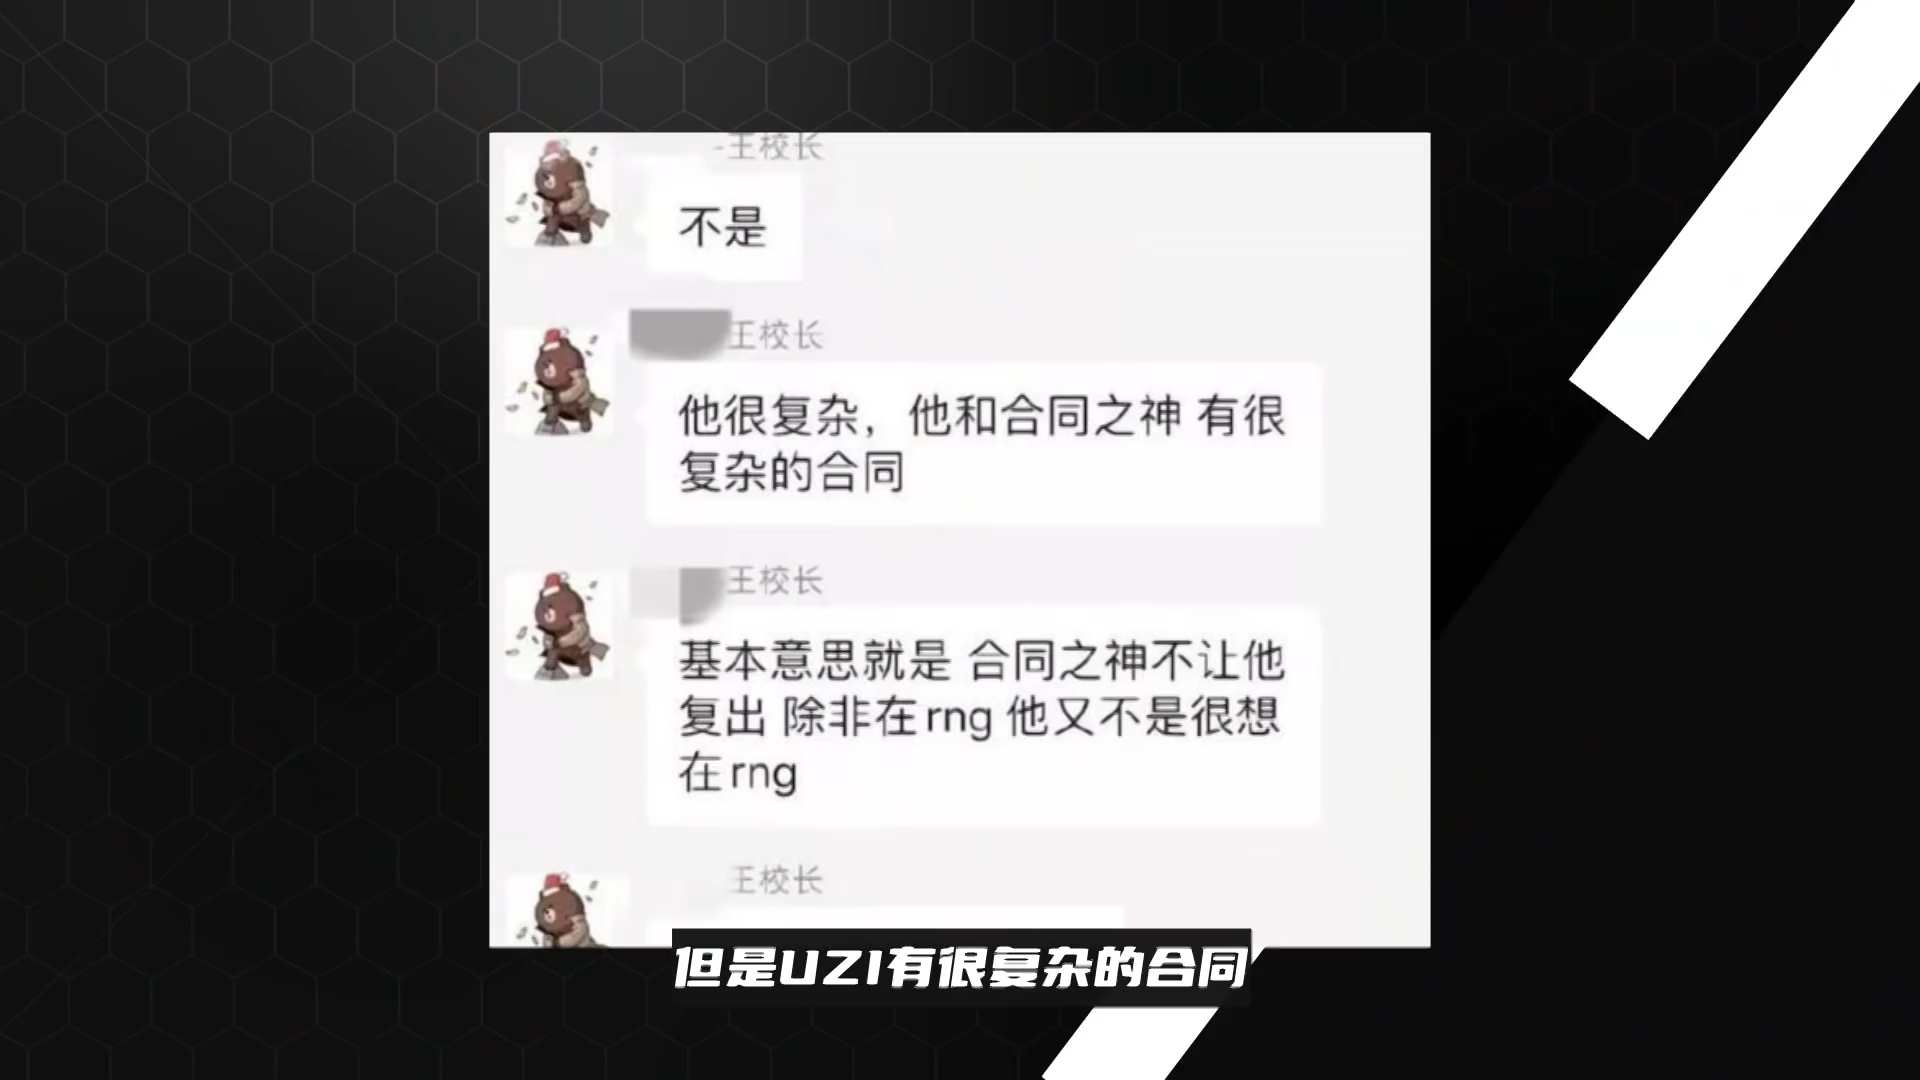 -王校长
不是
王校长
他很复杂，他和合同之神 有很
复杂的合同
王校长
基本意思就是 合同之神不让他
复出 除非在rng 他又不是很想
在rng
王校长
但是UZI有很复杂的合同